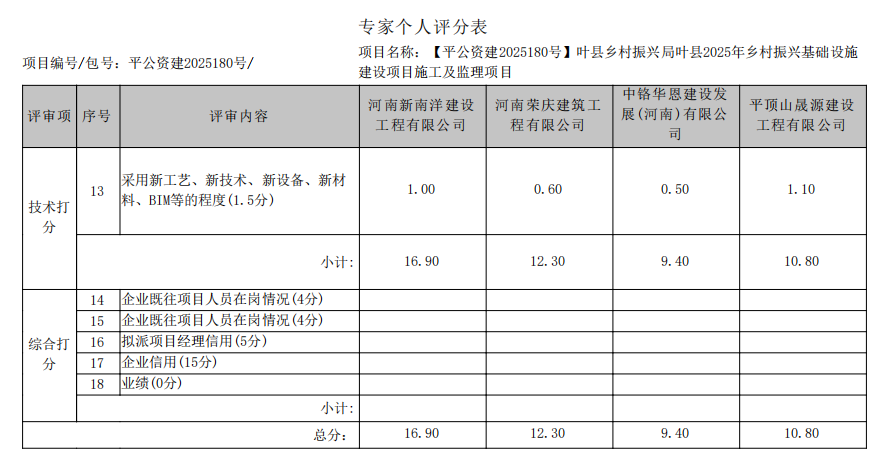 专家个人评分表
项目编号/包号：平公资建2025180号/
项目名称：【平公资建2025180号】叶县乡村振兴局叶县2025年乡村振兴基础设施
建设项目施工及监理项目
评审项 序号 评审内容 河南新南洋建设工程有限公司 河南荣庆建筑工程有限公司 中铬华恩建设发展(河南)有限公司 平顶山晟源建设工程有限公司
技术打分 13 采用新工艺、新技术、新设备、新材料、BIM等的程度(1.5分) 1.00 0.60 0.50 1.10
小计: 16.90 12.30 9.40 10.80
综合打分
14 企业既往项目人员在岗情况(4分)
15 企业既往项目人员在岗情况(4分)
16 拟派项目经理信用(5分)
17 企业信用(15分)
18 业绩(0分)
小计:
总分： 16.90 12.30 9.40 10.80